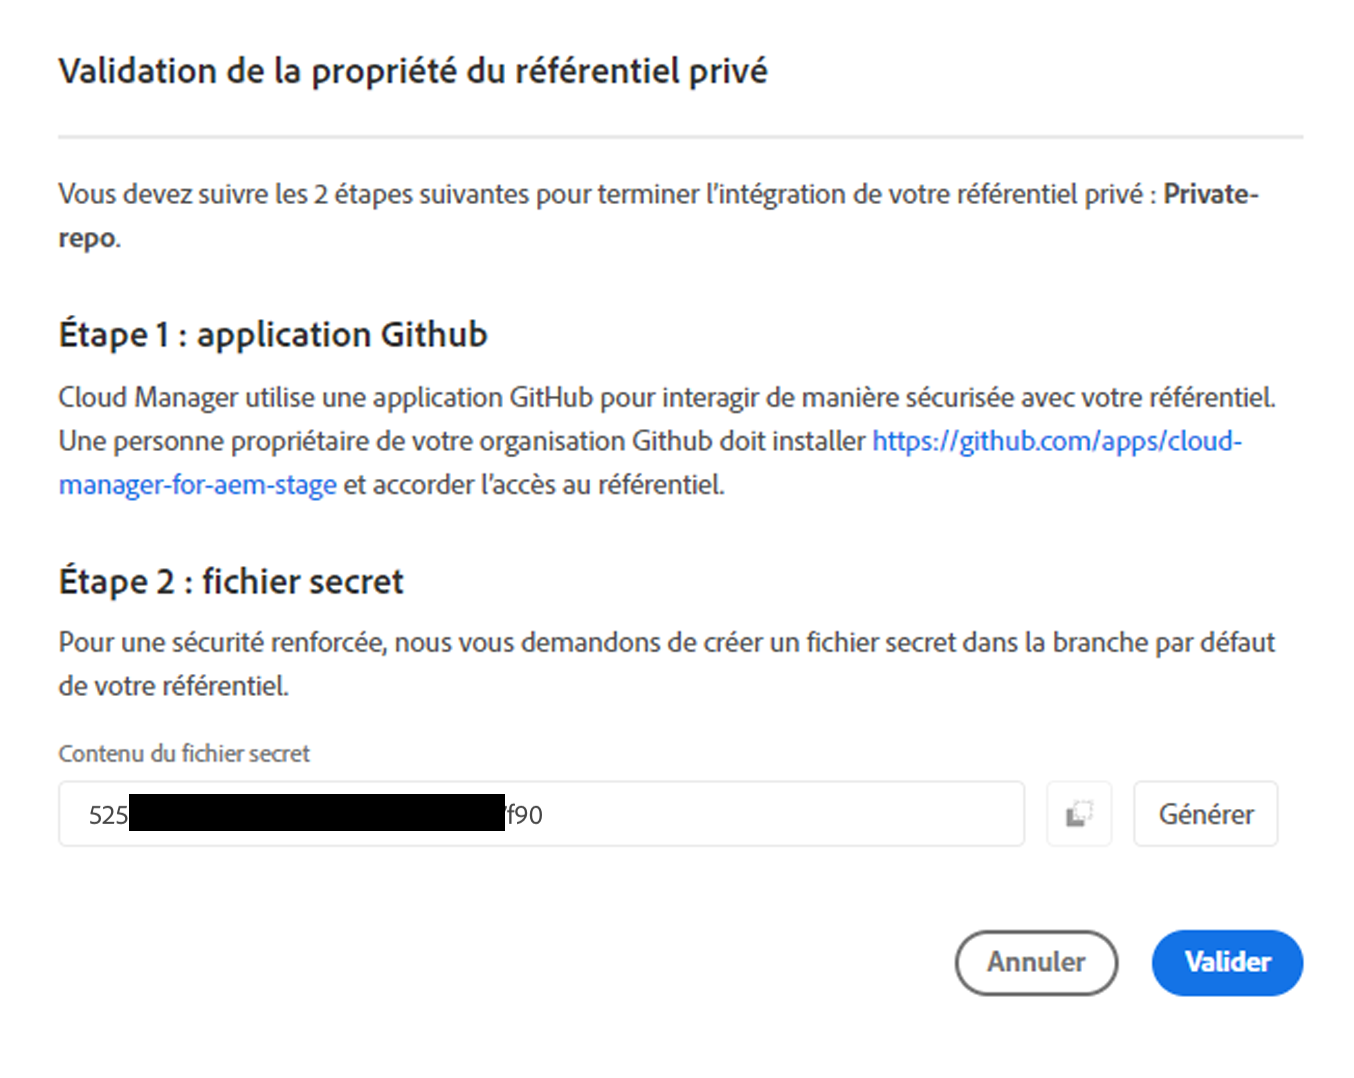 Validation de la propriété du référentiel privé
Vous devez suivre les 2 étapes suivantes pour terminer l’intégration de votre référentiel privé : Private-
repo.
Étape 1 : application Github
Cloud Manager utilise une application GitHub pour interagir de manière sécurisée avec votre référentiel.
Une personne propriétaire de votre organisation Github doit installer https://github.com/apps/cloud-
manager-for-aem-stage et accorder l’accès au référentiel.
Étape 2 : fichier secret
Pour une sécurité renforcée, nous vous demandons de créer un fichier secret dans la branche par défaut
de votre référentiel.
Contenu du fichier secret
525 f90
Générer
Annuler
Valider